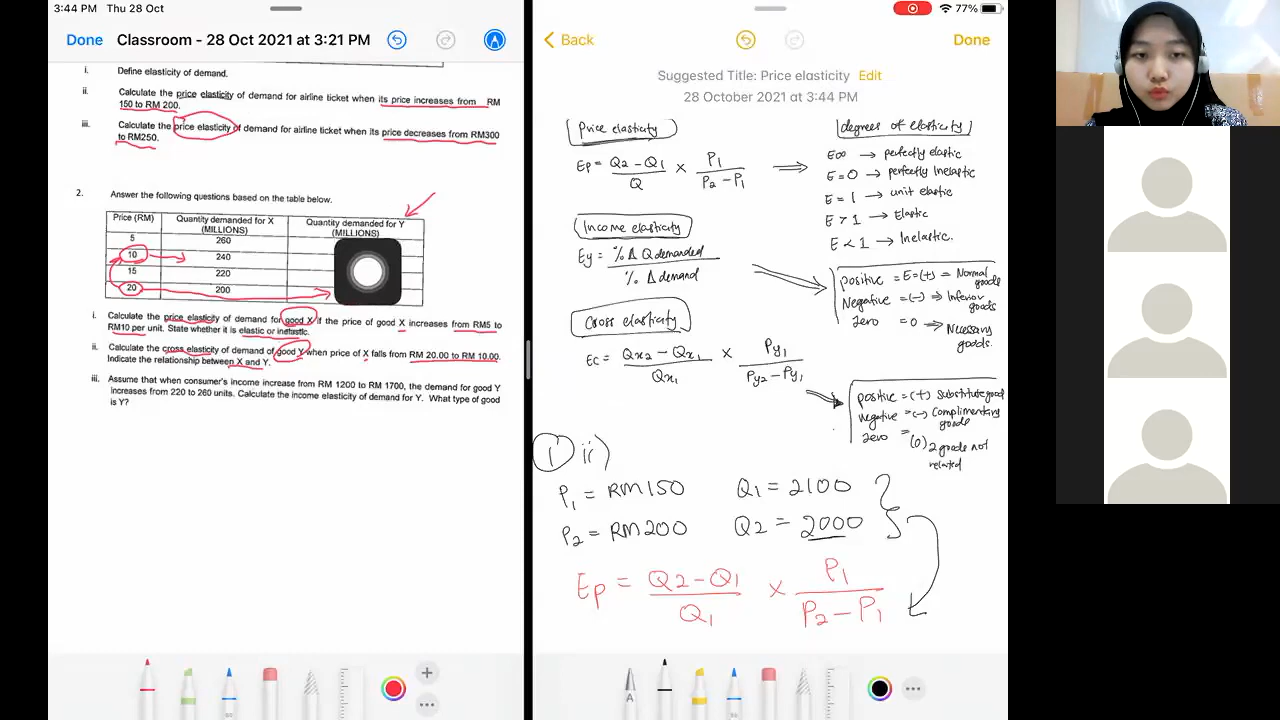 3:44 PM Thu 28 Oct
77%
Done Classroom - 28 Oct 2021 at 3:21 PM
i. Define elasticity of demand.
ii. Calculate the price elasticity of demand for airline ticket when its price increases from RM
150 to RM 200.
iii. Calculate the price elasticity of demand for airline ticket when its price decreases from RM300
to RM250.
2. Answer the following questions based on the table below.
Price (RM) Quantity demanded for X Quantity demanded for Y
(MILLIONS) (MILLIONS)
5 260
10 240
15 220
20 200
i. Calculate the price elasticity of demand for good X if the price of good X increases from RM5 to
RM10 per unit. State whether it is elastic or inelastic.
ii. Calculate the cross elasticity of demand of good Y when price of X falls from RM 20.00 to RM 10.00.
Indicate the relationship between X and Y.
iii. Assume that when consumer's income increase from RM 1200 to RM 1700, the demand for good Y
increases from 220 to 260 units. Calculate the income elasticity of demand for Y. What type of good
is Y?
Back Done
Suggested Title: Price elasticity Edit
28 October 2021 at 3:44 PM
Price elasticity
Ep = Q2 - Q1 / Q × P1 / P2 - P1
degrees of elasticity
E∞ → perfectly elastic
E=0 → perfectly Inelastic
E = 1 → unit elastic
E > 1 → Elastic
E < 1 → Inelastic.
Income elasticity
Ey = % Δ Q demanded / % Δ demand
positive = E=(+) = Normal
goods
Negative = (-) ⇒ Inferior
goods
zero = 0 ⇒ Necessary
goods.
Cross elasticity
Ec = Qx2 - Qx1 / Qx1 × Py1 / Py2 - Py1
positive = (+) Substitute good
negative = (-) Complimentary
goods
zero = (0) 2 goods not
related
1 ii)
P1 = RM150 Q1 = 2100
P2 = RM200 Q2 = 2000
Ep = Q2 - Q1 / Q1 × P1 / P2 - P1